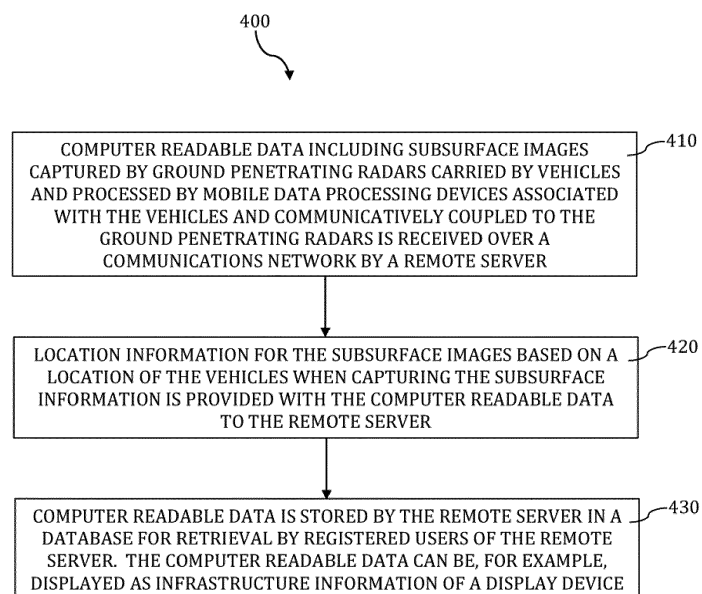 400
COMPUTER READABLE DATA INCLUDING SUBSURFACE IMAGES
CAPTURED BY GROUND PENETRATING RADARS CARRIED BY VEHICLES
AND PROCESSED BY MOBILE DATA PROCESSING DEVICES ASSOCIATED
WITH THE VEHICLES AND COMMUNICATIVELY COUPLED TO THE
GROUND PENETRATING RADARS IS RECEIVED OVER A
COMMUNICATIONS NETWORK BY A REMOTE SERVER
410
LOCATION INFORMATION FOR THE SUBSURFACE IMAGES BASED ON A
LOCATION OF THE VEHICLES WHEN CAPTURING THE SUBSURFACE
INFORMATION IS PROVIDED WITH THE COMPUTER READABLE DATA
TO THE REMOTE SERVER
420
COMPUTER READABLE DATA IS STORED BY THE REMOTE SERVER IN A
DATABASE FOR RETRIEVAL BY REGISTERED USERS OF THE REMOTE
SERVER. THE COMPUTER READABLE DATA CAN BE, FOR EXAMPLE,
DISPLAYED AS INFRASTRUCTURE INFORMATION OF A DISPLAY DEVICE
430